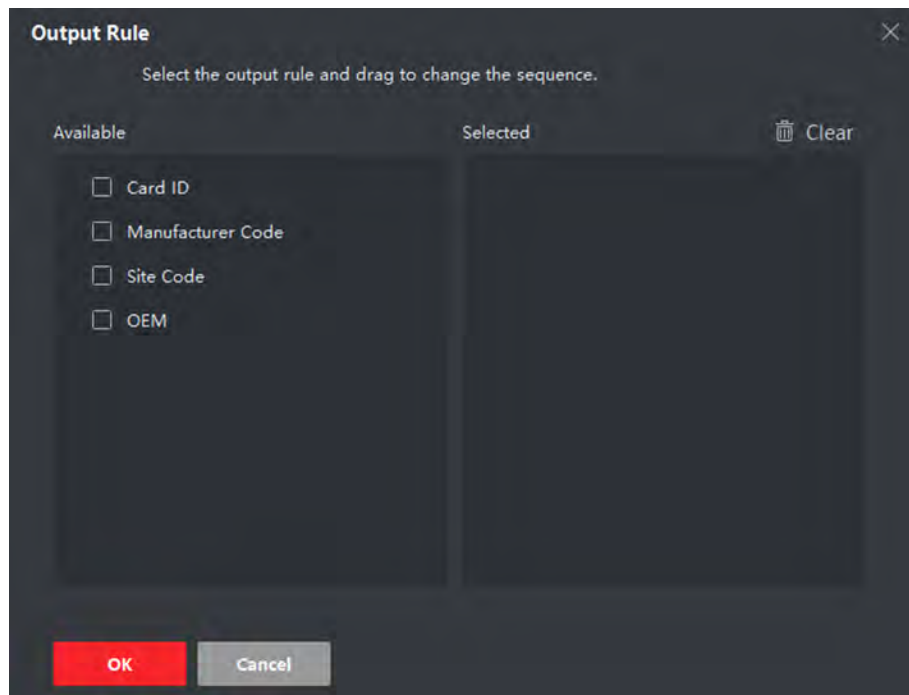 Output Rule
Select the output rule and drag to change the sequence.
Available
Selected
Clear
Card ID
Manufacturer Code
Site Code
OEM
OK
Cancel